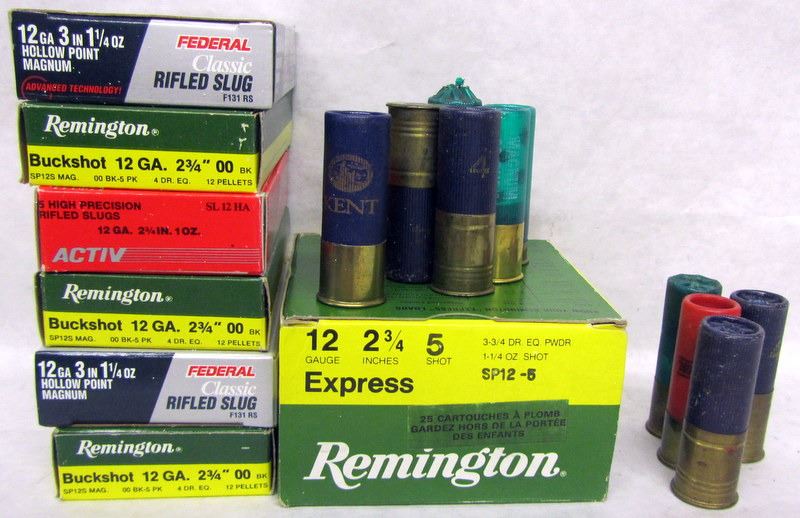 12 GA 3 IN 1 1/4 OZ
HOLLOW POINT
MAGNUM
ADVANCED TECHNOLOGY!
FEDERAL
Classic
RIFLED SLUG
F131 RS
Remington®
Buckshot 12 GA. 2¾" 00 BK
SP12S MAG. 00 BK-5 PK 4 DR. EQ. 12 PELLETS
5 HIGH PRECISION
RIFLED SLUGS
SL 12 HA
12 GA. 2¾ IN. 1 OZ.
ACTIV
Remington®
Buckshot 12 GA. 2¾" 00 BK
SP12S MAG. 00 BK-5 PK 4 DR. EQ. 12 PELLETS
12 GA 3 IN 1 1/4 OZ
HOLLOW POINT
MAGNUM
FEDERAL
Classic
RIFLED SLUG
F131 RS
Remington®
Buckshot 12 GA. 2¾" 00 BK
SP12S MAG. 00 BK-5 PK 4 DR. EQ. 12 PELLETS
KENT
4
12 2¾ 5
GAUGE INCHES SHOT
3-3/4 DR. EQ. PWDR
1-1/4 OZ SHOT
Express
SP12-5
25 CARTOUCHES À PLOMB
GARDEZ HORS DE LA PORTÉE
DES ENFANTS
Remington®